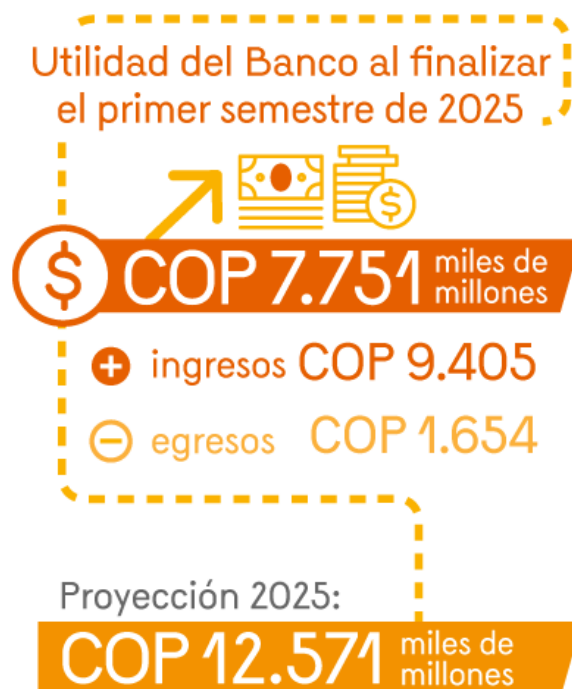 Utilidad del Banco al finalizar
el primer semestre de 2025
$
$ COP 7.751 miles de
millones
+ ingresos COP 9.405
− egresos COP 1.654
Proyección 2025:
COP 12.571 miles de
millones